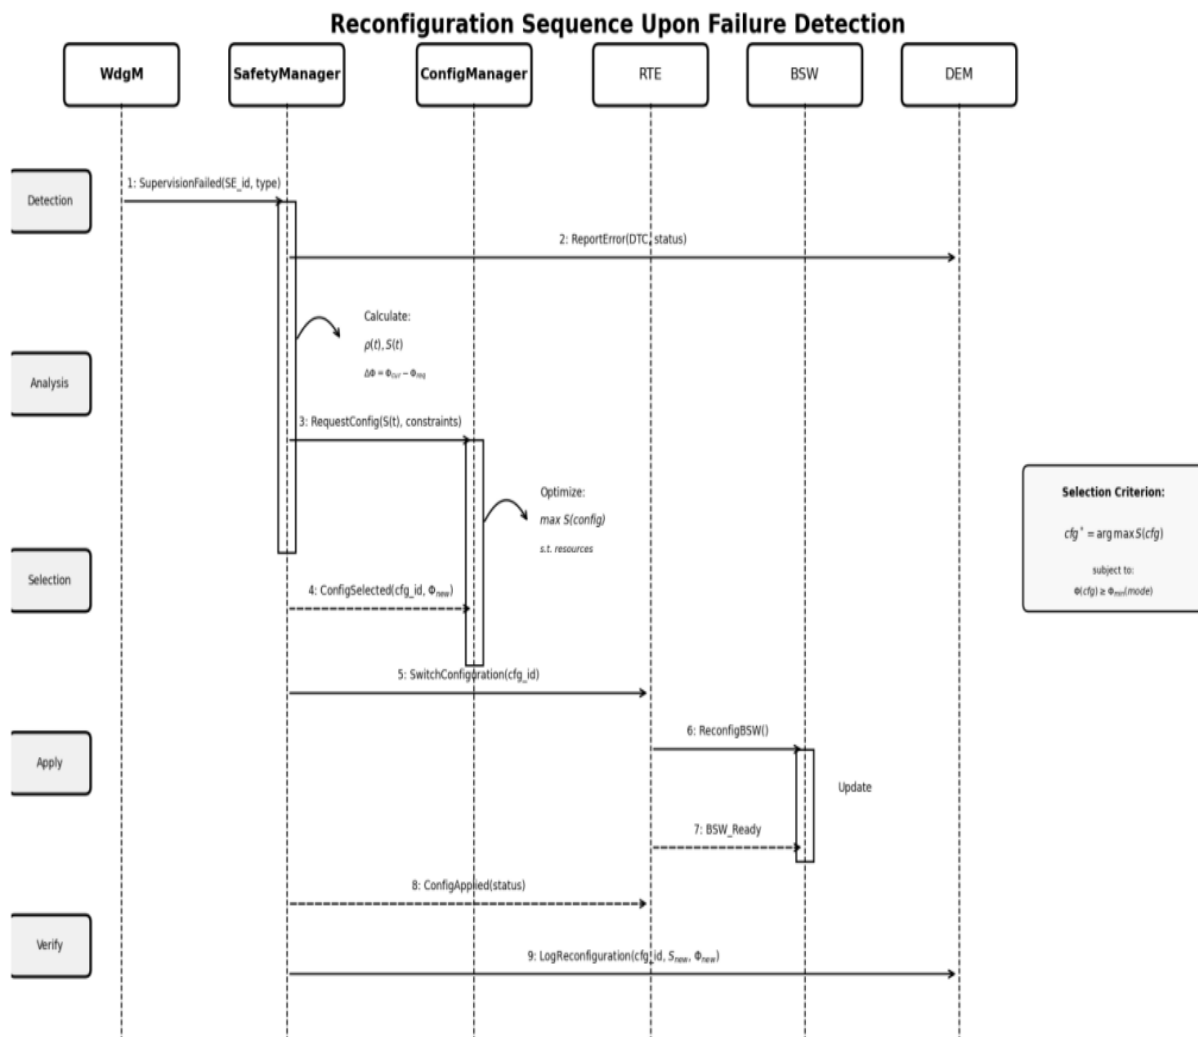 Reconfiguration Sequence Upon Failure Detection
WdgM
SafetyManager
ConfigManager
RTE
BSW
DEM
Detection
1: SupervisionFailed(SE_id, type)
2: ReportError(DTC, status)
Calculate:
ρ(t), S(t)
ΔΦ = Φcur − Φreq
Analysis
3: RequestConfig(S(t), constraints)
Optimize:
max S(config)
s.t. resources
Selection Criterion:
cfg* = arg max S(cfg)
subject to:
Φ(cfg) ≥ Φmin(mode)
Selection
4: ConfigSelected(cfg_id, Φnew)
5: SwitchConfiguration(cfg_id)
6: ReconfigBSW()
Apply
Update
7: BSW_Ready
8: ConfigApplied(status)
Verify
9: LogReconfiguration(cfg_id, Snew, Φnew)